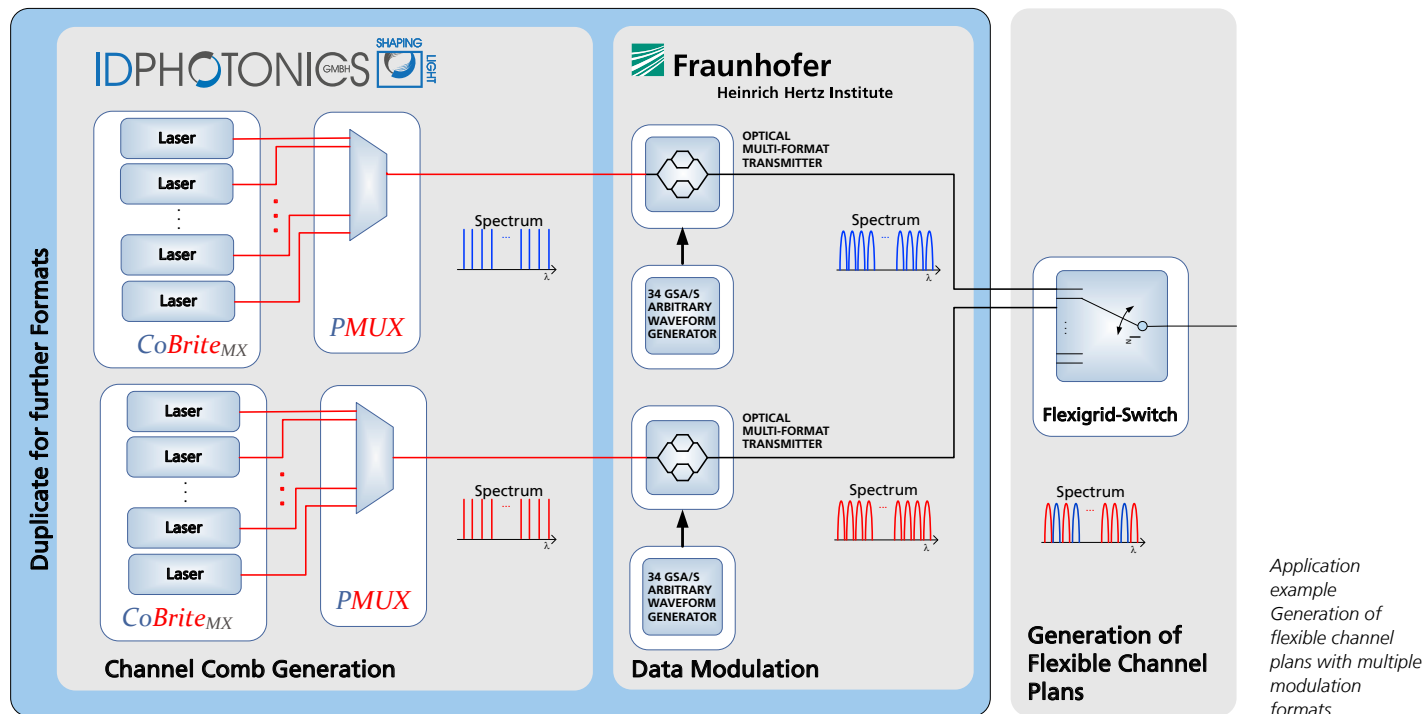 Duplicate for further Formats
IDPHOTONICS GMBH
SHAPING
LIGHT
Laser
Laser
Laser
Laser
CoBriteMX
PMUX
Spectrum
...
λ
Laser
Laser
Laser
Laser
CoBriteMX
PMUX
Spectrum
...
λ
Channel Comb Generation
Fraunhofer
Heinrich Hertz Institute
OPTICAL
MULTI-FORMAT
TRANSMITTER
Spectrum
...
λ
34 GSA/S
ARBITRARY
WAVEFORM
GENERATOR
OPTICAL
MULTI-FORMAT
TRANSMITTER
Spectrum
...
λ
34 GSA/S
ARBITRARY
WAVEFORM
GENERATOR
Data Modulation
Flexigrid-Switch
Spectrum
...
λ
Generation of
Flexible Channel
Plans
Application
example
Generation of
flexible channel
plans with multiple
modulation
formats